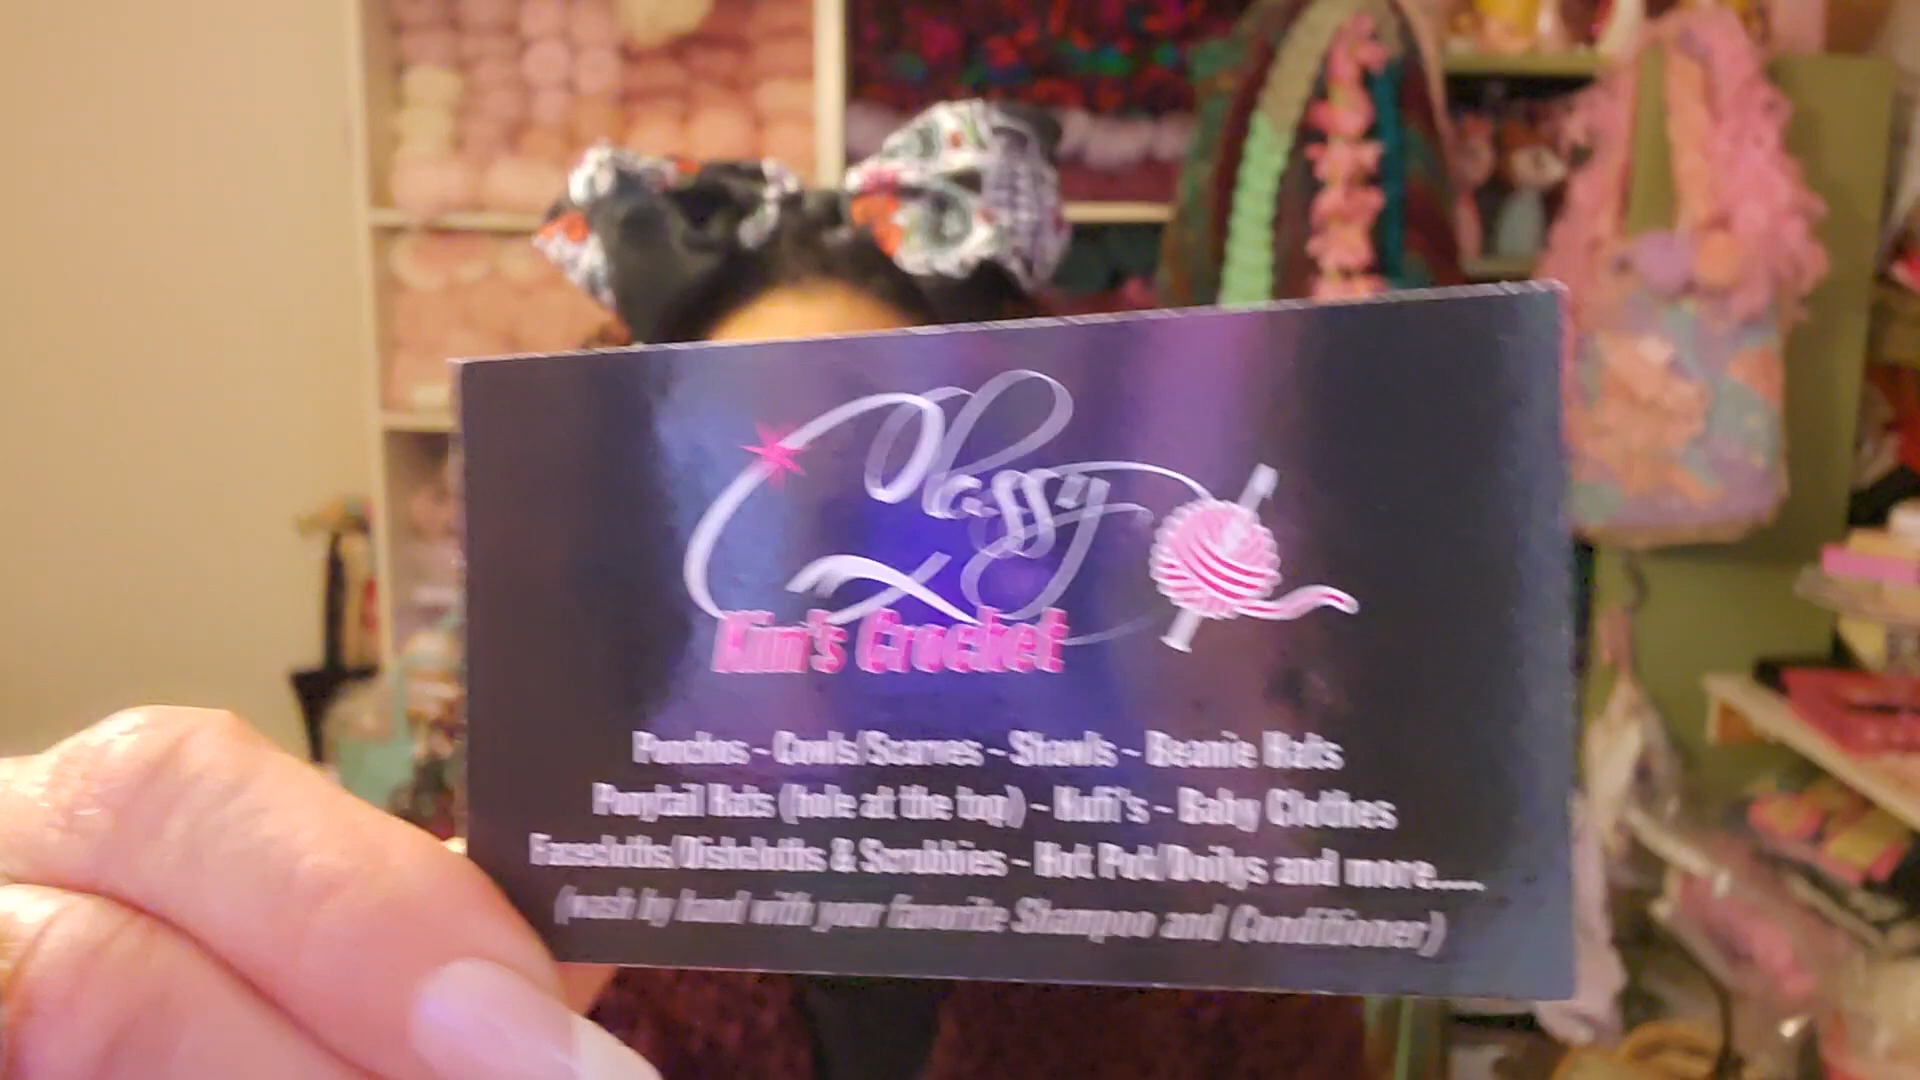 Classy
Kim's Crochet
Ponchos - Cowls/Scarves - Shawls - Beanie Hats
Ponytail Hats (hole at the top) - Kufi's - Baby Clothes
Facecloths/Dishcloths & Scrubbies - Hot Pot/Doilys and more.....
(wash by hand with your favorite Shampoo and Conditioner)